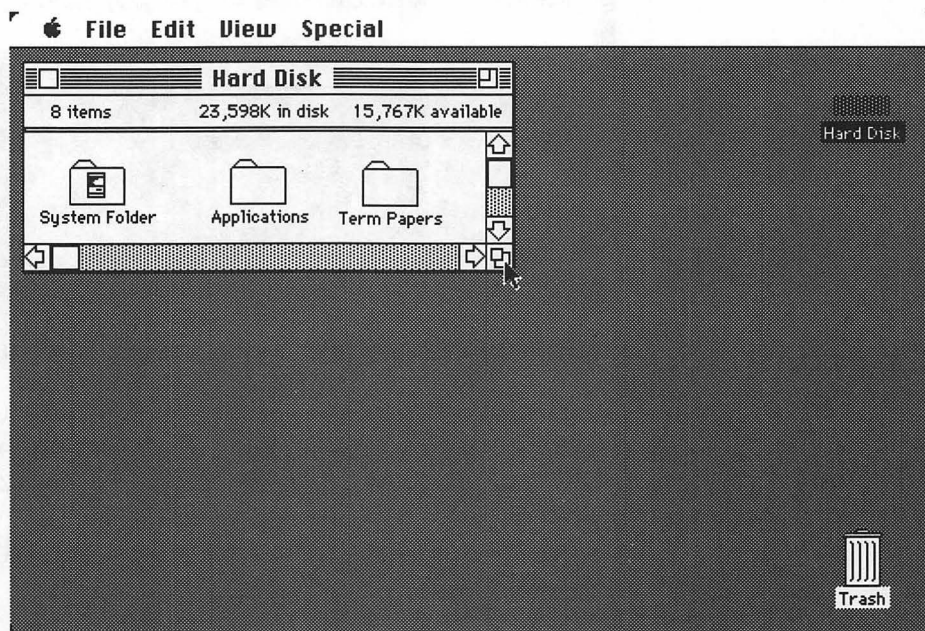 File Edit View Special
Hard Disk
8 items 23,598K in disk 15,767K available
System Folder Applications Term Papers
Hard Disk
Trash